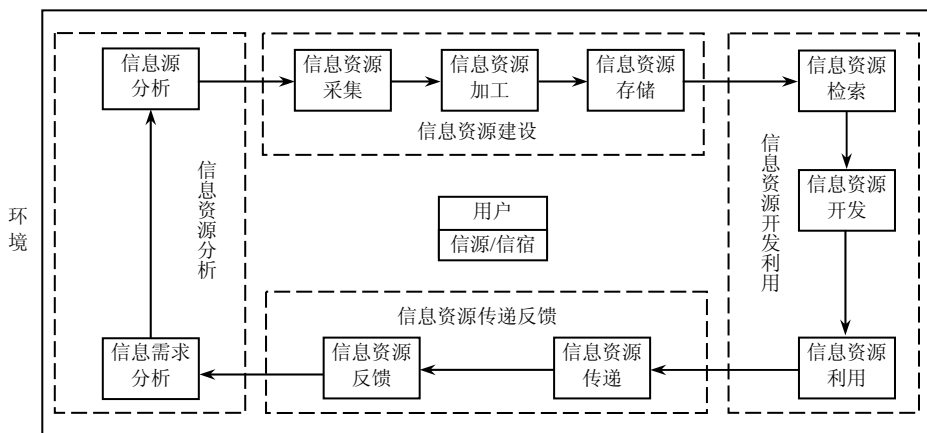 环
境
信息源
分析
信息资源分析
信息需求
分析
信息资源
采集
信息资源
加工
信息资源
存储
信息资源建设
用户
信源/信宿
信息资源传递反馈
信息资源
反馈
信息资源
传递
信息资源
检索
信息资源
开发
信息资源开发利用
信息资源
利用